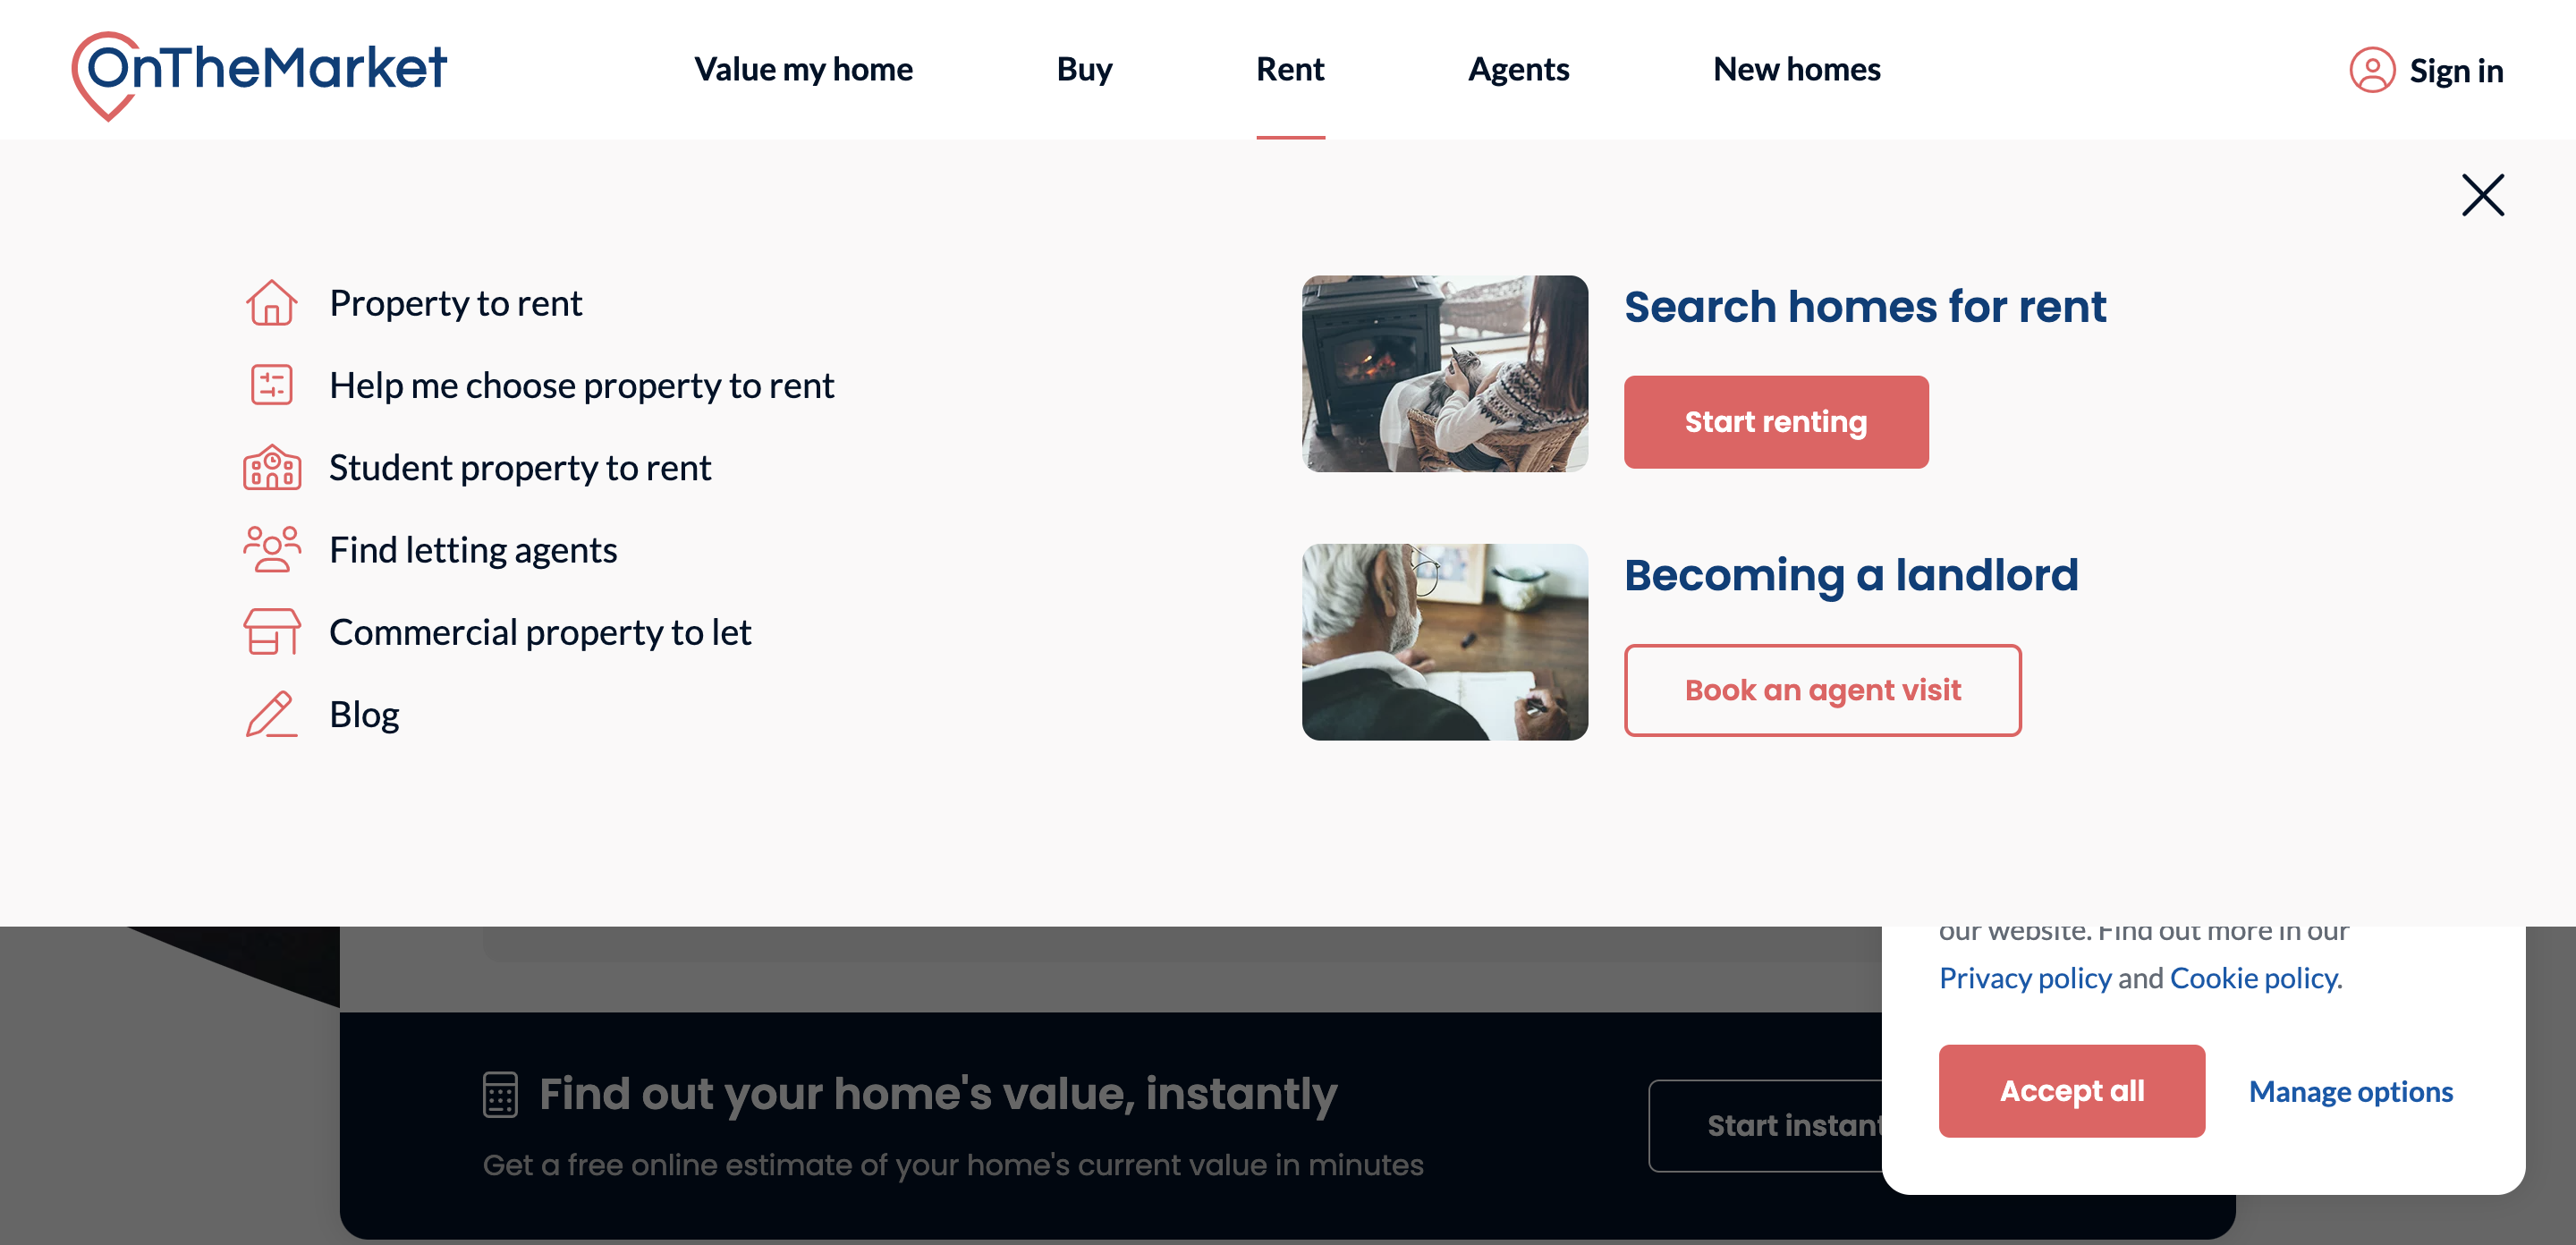 OnTheMarket
Value my home
Buy
Rent
Agents
New homes
Sign in
Property to rent
Help me choose property to rent
Student property to rent
Find letting agents
Commercial property to let
Blog
Search homes for rent
Start renting
Becoming a landlord
Book an agent visit
our website. Find out more in our
Privacy policy and Cookie policy.
Accept all
Manage options
Find out your home's value, instantly
Get a free online estimate of your home's current value in minutes
Start instant